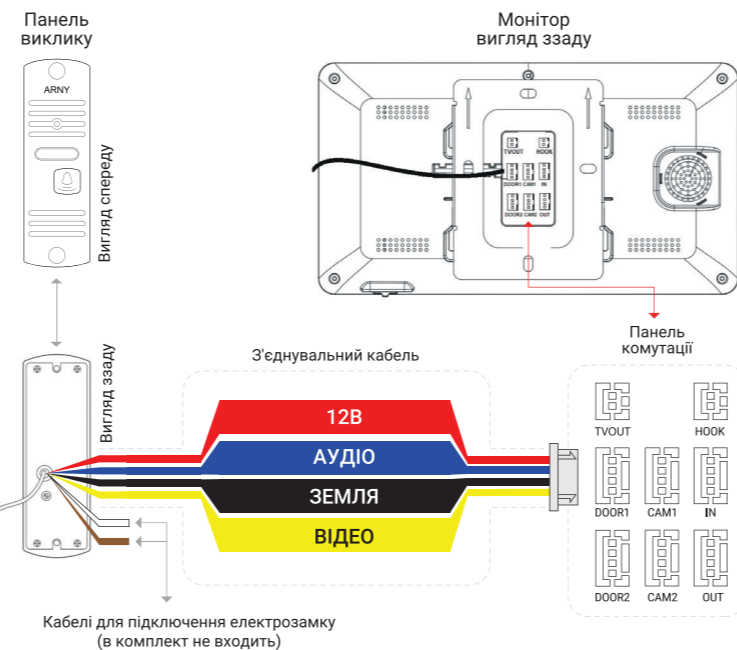 Панель
виклику
Монітор
вигляд ззаду
ARNY
Вигляд спереду
TVOUT HOOK
DOOR1 CAM1 IN
DOOR2 CAM2 OUT
Панель
комутації
Вигляд ззаду
З'єднувальний кабель
12В
АУДІО
ЗЕМЛЯ
ВІДЕО
TVOUT HOOK
DOOR1 CAM1 IN
DOOR2 CAM2 OUT
Кабелі для підключення електрозамку
(в комплект не входить)